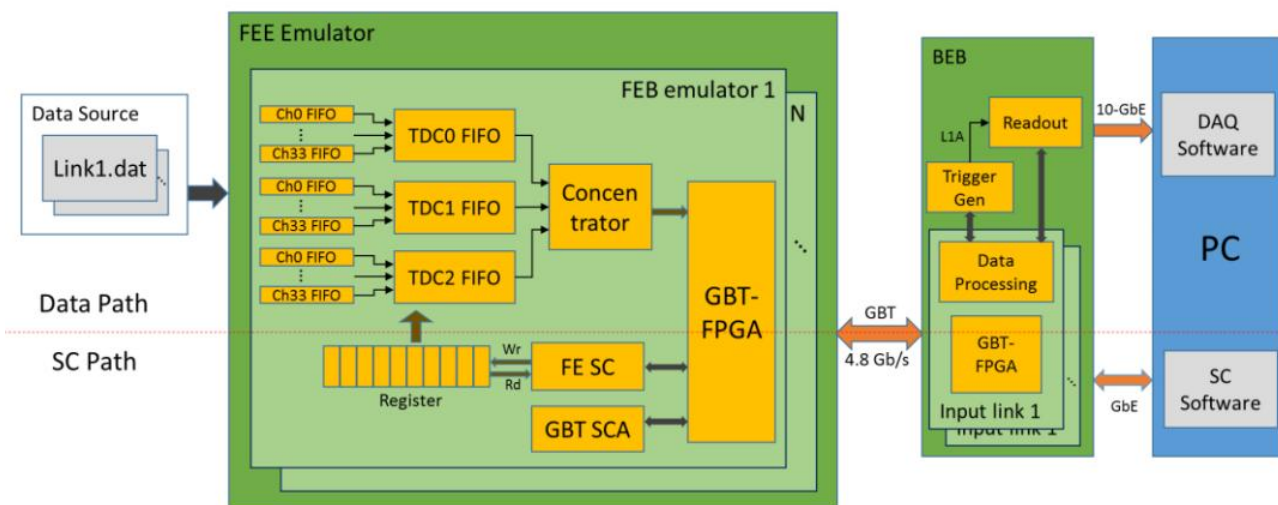 FEE Emulator
FEB emulator 1
N
Data Source
Link1.dat
Ch0 FIFO
Ch33 FIFO
TDC0 FIFO
Ch0 FIFO
Ch33 FIFO
TDC1 FIFO
Ch0 FIFO
Ch33 FIFO
TDC2 FIFO
Concen
trator
GBT-
FPGA
Data Path
SC Path
Register
Wr
Rd
FE SC
GBT SCA
GBT
4.8 Gb/s
BEB
L1A
Readout
Trigger
Gen
Data
Processing
GBT-
FPGA
Input link 1
Input link 1
10-GbE
GbE
DAQ
Software
PC
SC
Software